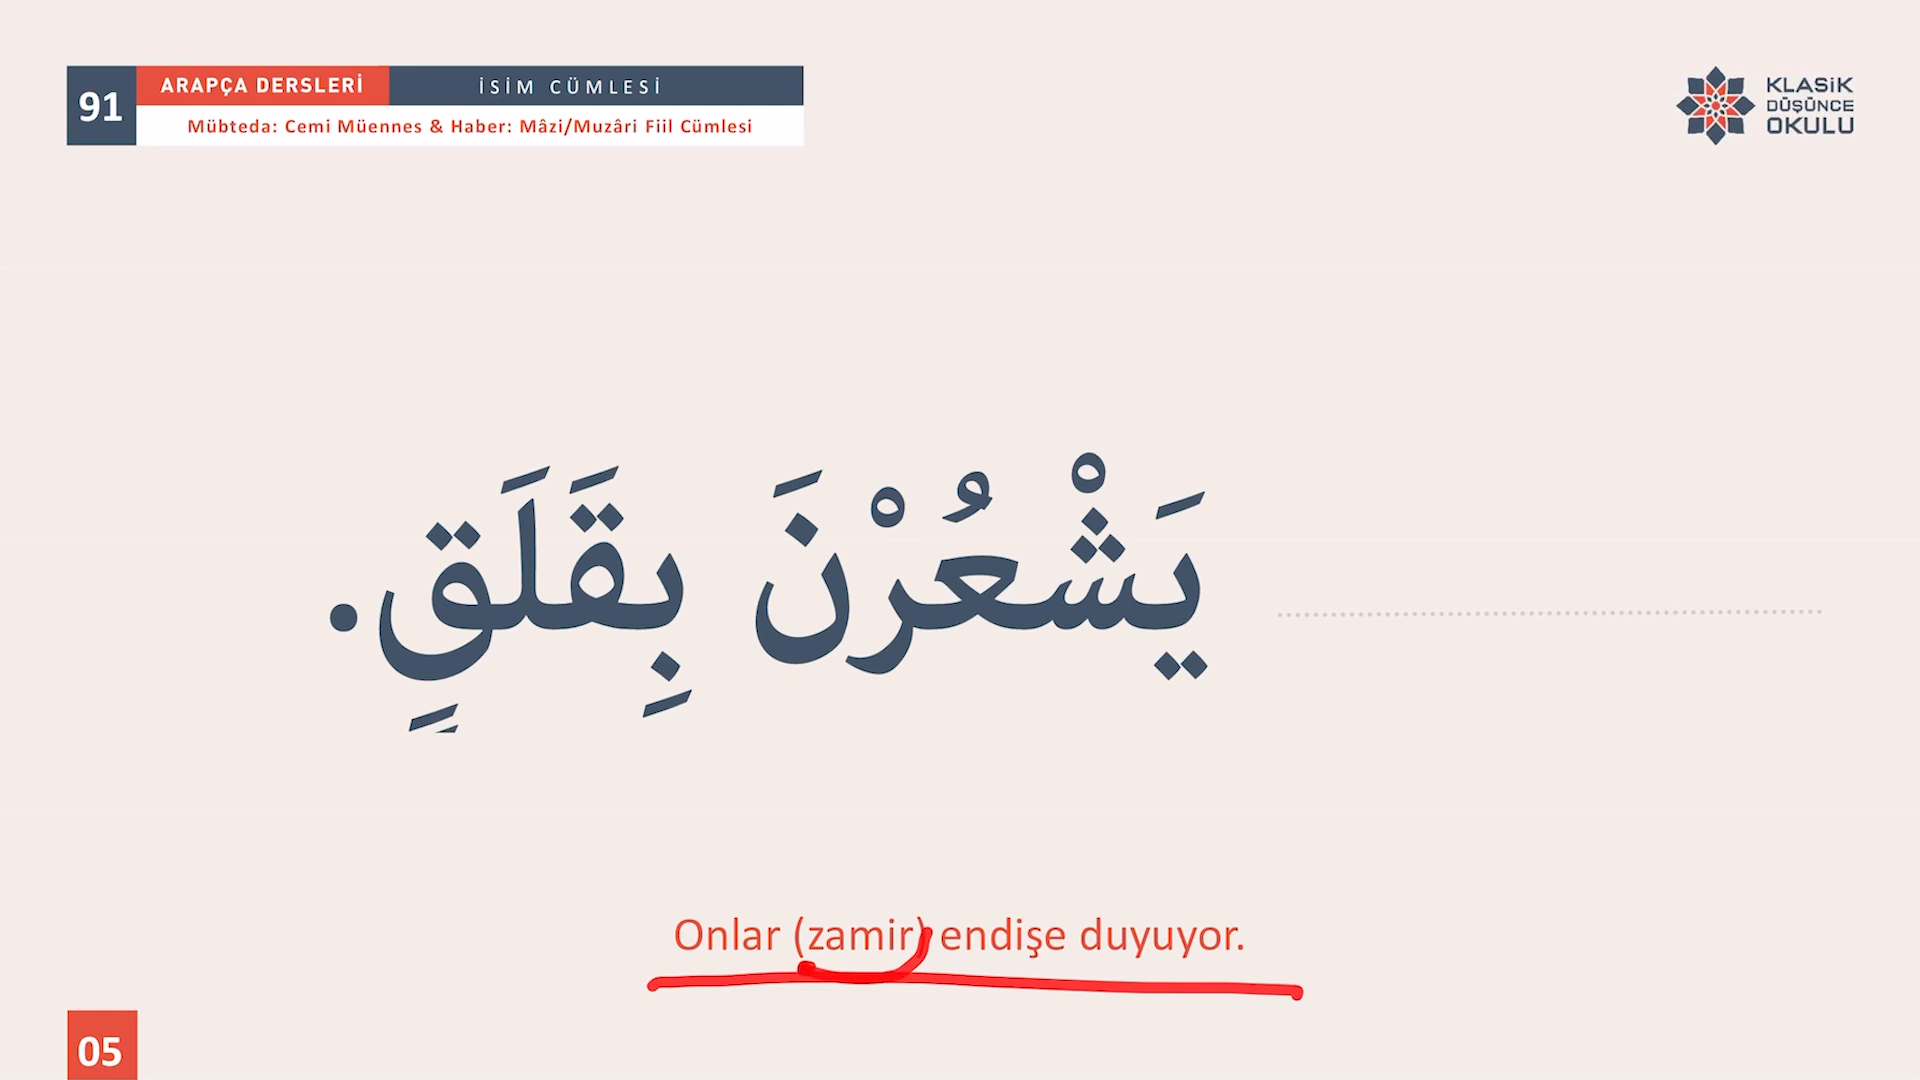 91
ARAPÇA DERSLERİ
İSİM CÜMLESİ
Mübteda: Cemi Müennes & Haber: Mâzi/Muzâri Fiil Cümlesi
KLASİK
DÜŞÜNCE
OKULU
.................... يَشْعُرْنَ بِقَلَقٍ.
Onlar (zamir) endişe duyuyor.
05